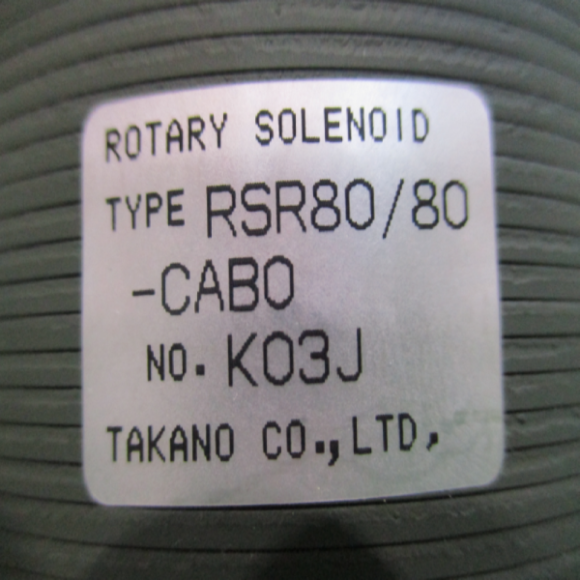 ROTARY SOLENOID
TYPE RSR80/80
-CAB0
NO. K03J
TAKANO CO.,LTD,